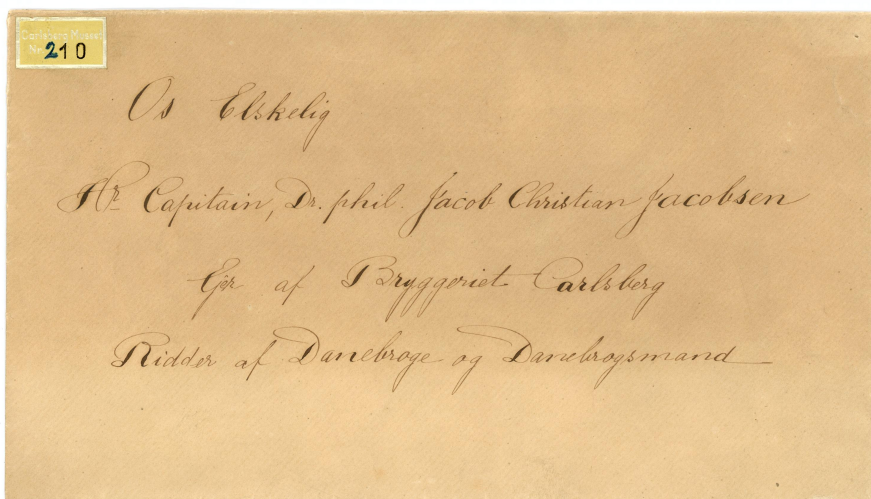 Carlsberg Museet
Nr. 210
Os Elskelig
Hr. Capitain, Dr. phil. Jacob Christian Jacobsen
Ejer af Bryggeriet Carlsberg
Ridder af Danebroge og Danebrogsmand